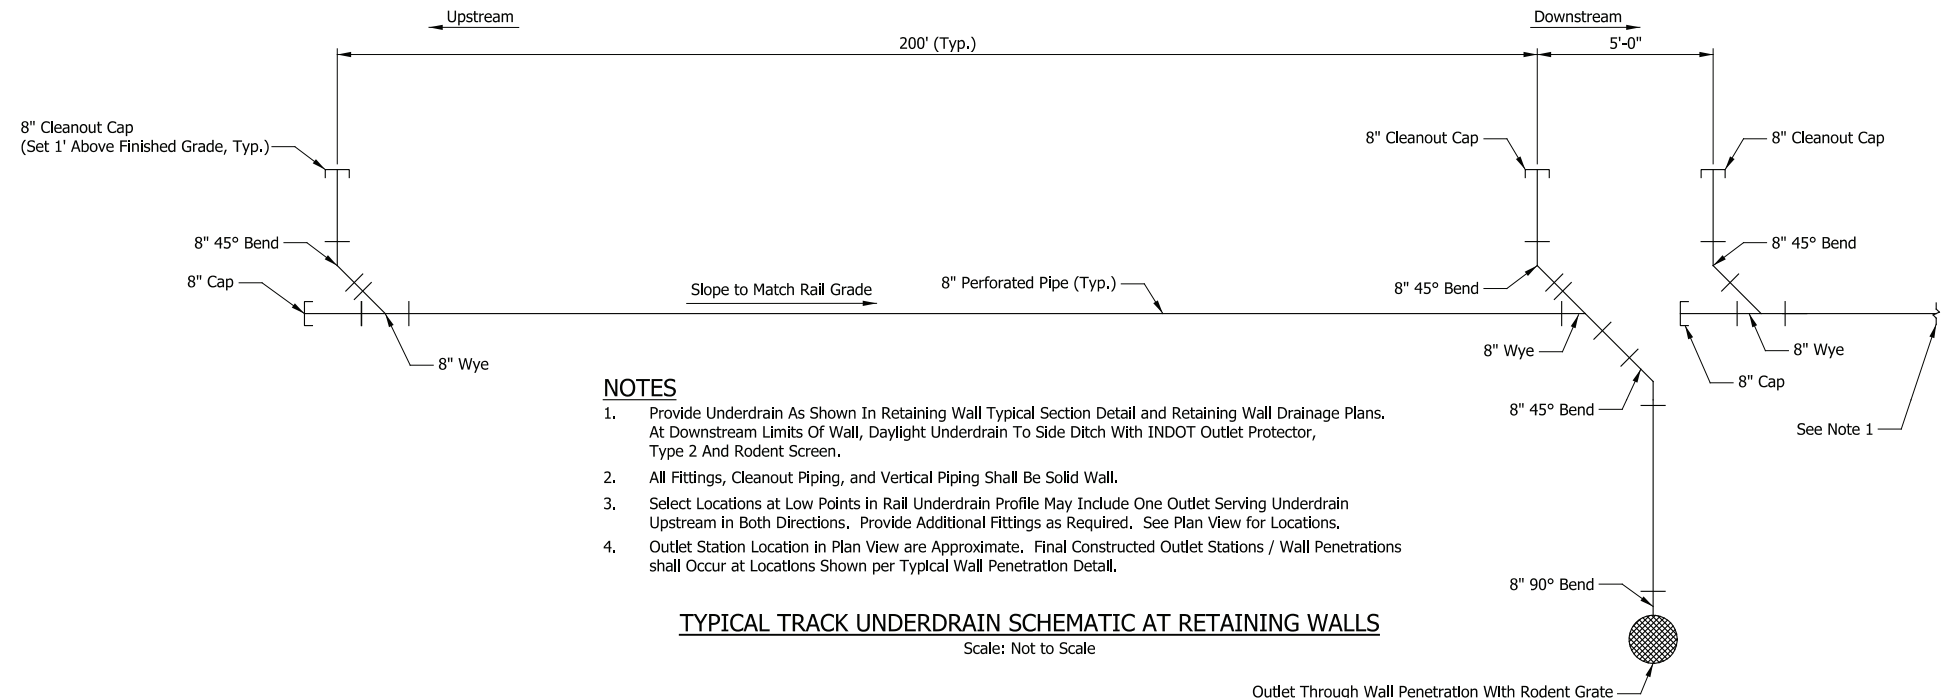 Upstream
Downstream
200' (Typ.)
5'-0"
8" Cleanout Cap
(Set 1' Above Finished Grade, Typ.)
8" Cleanout Cap
8" Cleanout Cap
8" 45° Bend
8" 45° Bend
8" Cap
Slope to Match Rail Grade
8" Perforated Pipe (Typ.)
8" 45° Bend
8" Wye
8" Wye
8" Wye
8" Cap
8" 45° Bend
See Note 1
NOTES
1. Provide Underdrain As Shown In Retaining Wall Typical Section Detail and Retaining Wall Drainage Plans.
At Downstream Limits Of Wall, Daylight Underdrain To Side Ditch With INDOT Outlet Protector,
Type 2 And Rodent Screen.
2. All Fittings, Cleanout Piping, and Vertical Piping Shall Be Solid Wall.
3. Select Locations at Low Points in Rail Underdrain Profile May Include One Outlet Serving Underdrain
Upstream in Both Directions. Provide Additional Fittings as Required. See Plan View for Locations.
4. Outlet Station Location in Plan View are Approximate. Final Constructed Outlet Stations / Wall Penetrations
shall Occur at Locations Shown per Typical Wall Penetration Detail.
8" 90° Bend
TYPICAL TRACK UNDERDRAIN SCHEMATIC AT RETAINING WALLS
Scale: Not to Scale
Outlet Through Wall Penetration With Rodent Grate